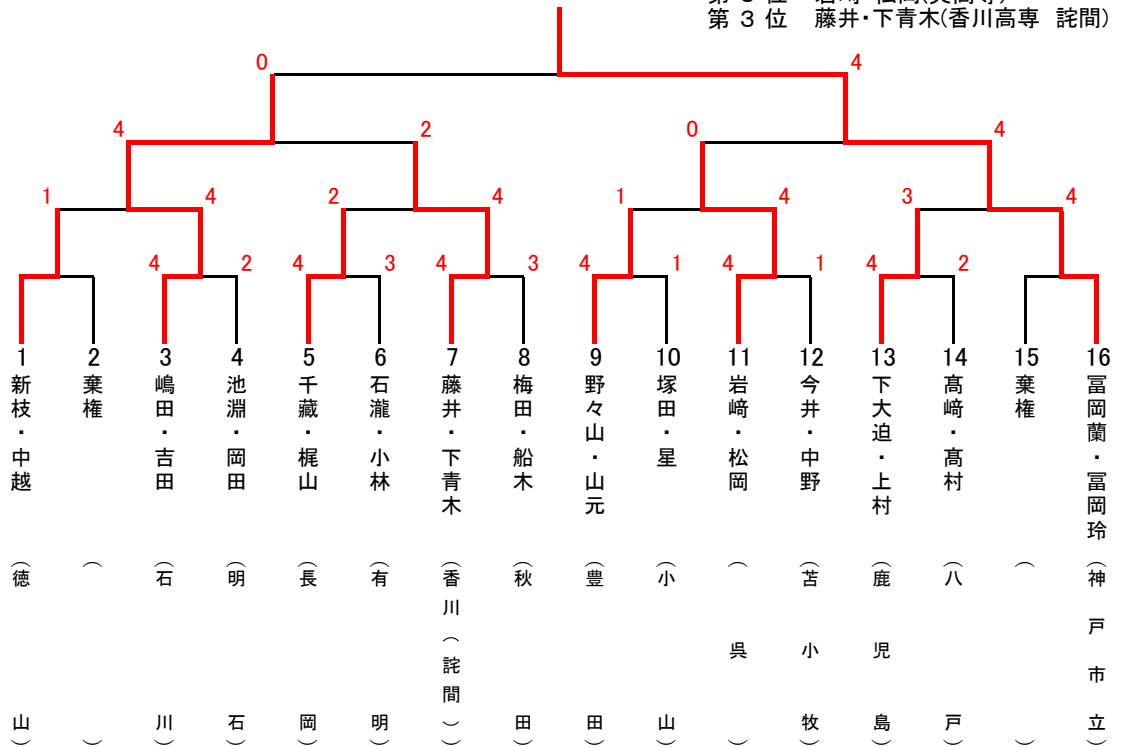 第 3 位 藤井・下青木(香川高専 詫間)
0 4
4 2 0 4
1 4 2 4 1 4 3 4
4 2 4 3 4 3 4 1 4 1 4 2
1 2 3 4 5 6 7 8 9 10 11 12 13 14 15 16
新枝・中越
(徳山)
棄権
( )
嶋田・吉田
(石川)
池淵・岡田
(明石)
千藏・梶山
(長岡)
石瀧・小林
(有明)
藤井・下青木
(香川(詫間))
梅田・船木
(秋田)
野々山・山元
(豊田)
塚田・星
(小山)
岩﨑・松岡
(呉)
今井・中野
(苫小牧)
下大迫・上村
(鹿児島)
髙﨑・髙村
(八戸)
棄権
( )
冨岡蘭・冨岡玲
(神戸市立)